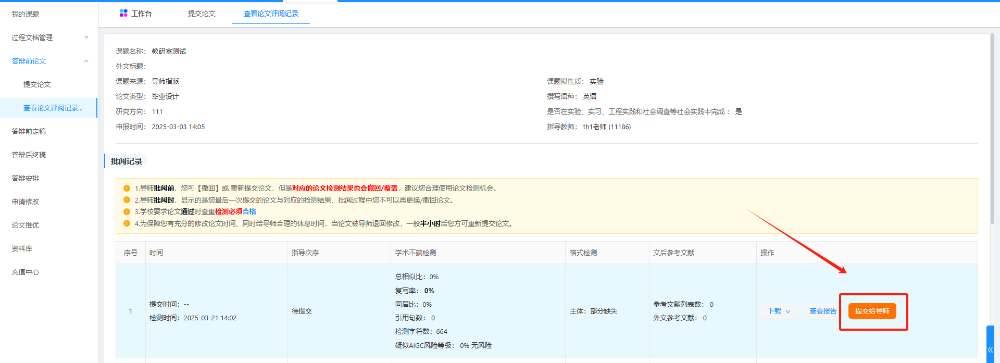 我的课题
过程文档管理
答辩前论文
提交论文
查看论文评阅记录...
答辩前定稿
答辩后终稿
答辩安排
申请修改
论文推优
资料库
充值中心
工作台 提交论文 查看论文评阅记录
课题名称： 教研室测试
外文标题：
课题来源： 导师指派 课题拟性质： 实验
论文类型： 毕业设计 撰写语种： 英语
研究方向： 111 是否在实验、实习、工程实践和社会调查等社会实践中完成： 是
申报时间： 2025-03-03 14:05 指导教师： th1老师 (11186)
批阅记录
1.导师批阅前，您可【撤回】或 重新提交论文，但是对应的论文检测结果也会撤回/覆盖，建议您合理使用论文检测机会。
2.导师批阅时，显示的是您最后一次提交的论文与对应的检测结果，批阅过程中您不可以再更换/撤回论文。
3.学校要求论文通过时查重检测必须合格
4.为保障您有充分的修改论文时间、同时给导师合理的休息时间，当论文被导师退回修改，一般半小时后您方可重新提交论文。
序号 时间 指导次序 学术不端检测 格式检测 文后参考文献 操作
1
提交时间：--
检测时间：2025-03-21 14:02
待提交
总相似比：0%
复写率： 0%
同届比：0%
引用句数： 0
检测字符数：664
疑似AIGC风险等级： 0% 无风险
主体：部分缺失
参考文献列表数： 0
外文参考文献： 0
下载 查看报告 提交给导师